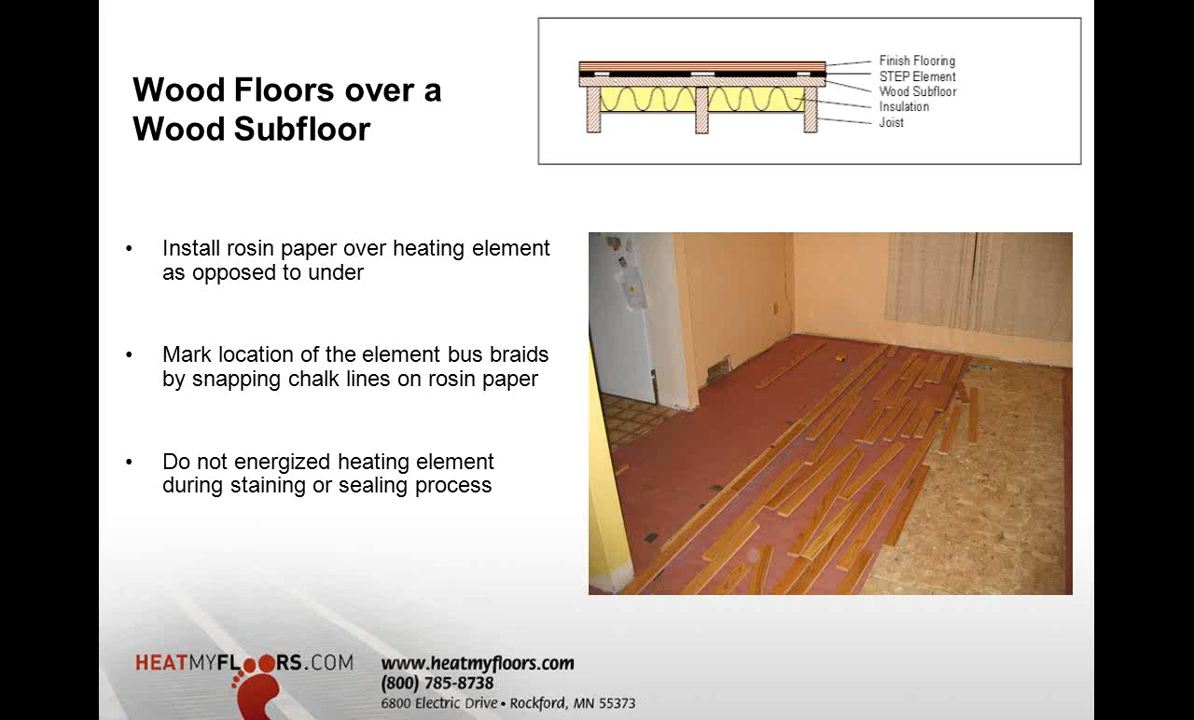 Wood Floors over a
Wood Subfloor
Finish Flooring
STEP Element
Wood Subfloor
Insulation
Joist
• Install rosin paper over heating element
as opposed to under
• Mark location of the element bus braids
by snapping chalk lines on rosin paper
• Do not energized heating element
during staining or sealing process
HEATMYFLOORS.COM
www.heatmyfloors.com
(800) 785-8738
6800 Electric Drive • Rockford, MN 55373